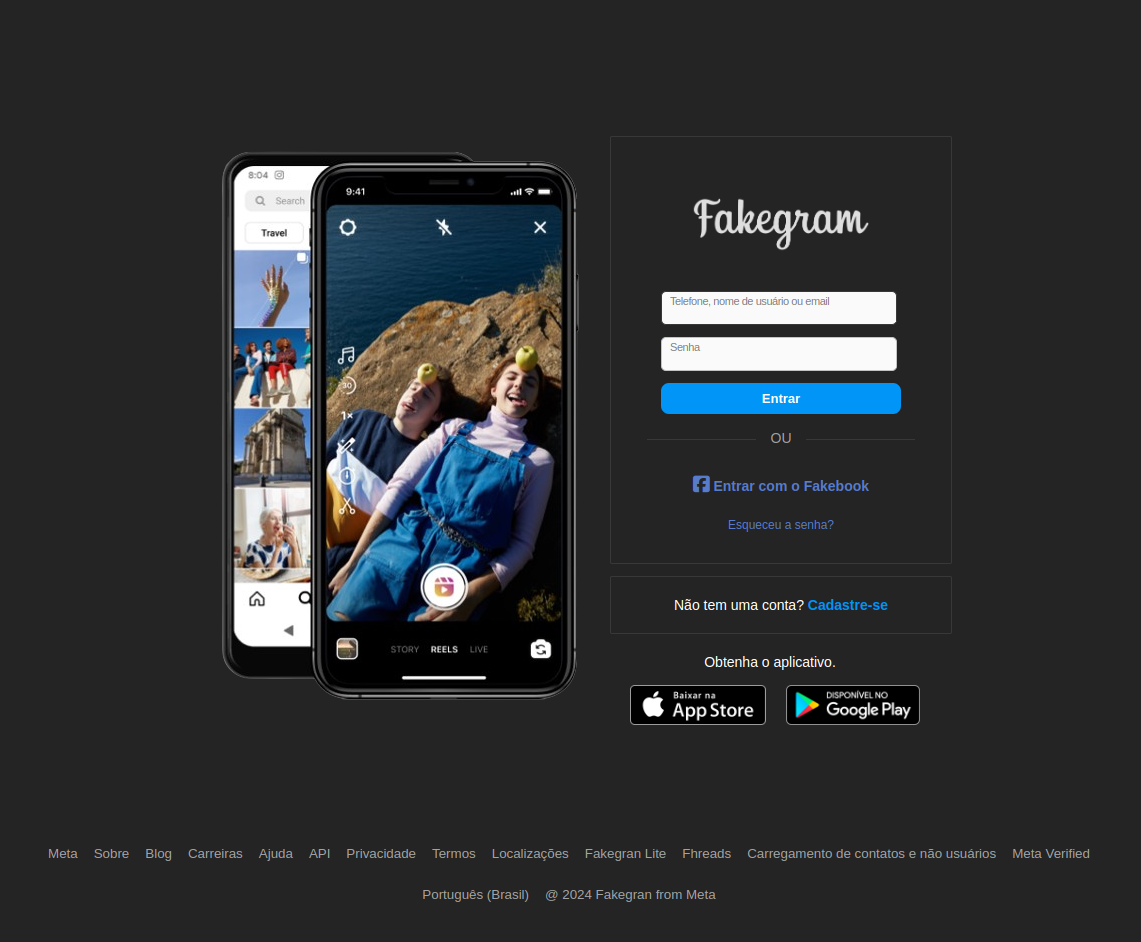 8:04
Search
Travel
9:41
30
1x
STORY REELS LIVE
Fakegram
Telefone, nome de usuário ou email
Senha
Entrar
OU
Entrar com o Fakebook
Esqueceu a senha?
Não tem uma conta? Cadastre-se
Obtenha o aplicativo.
Baixar na
App Store
DISPONÍVEL NO
Google Play
Meta Sobre Blog Carreiras Ajuda API Privacidade Termos Localizações Fakegran Lite Fhreads Carregamento de contatos e não usuários Meta Verified
Português (Brasil) @ 2024 Fakegran from Meta